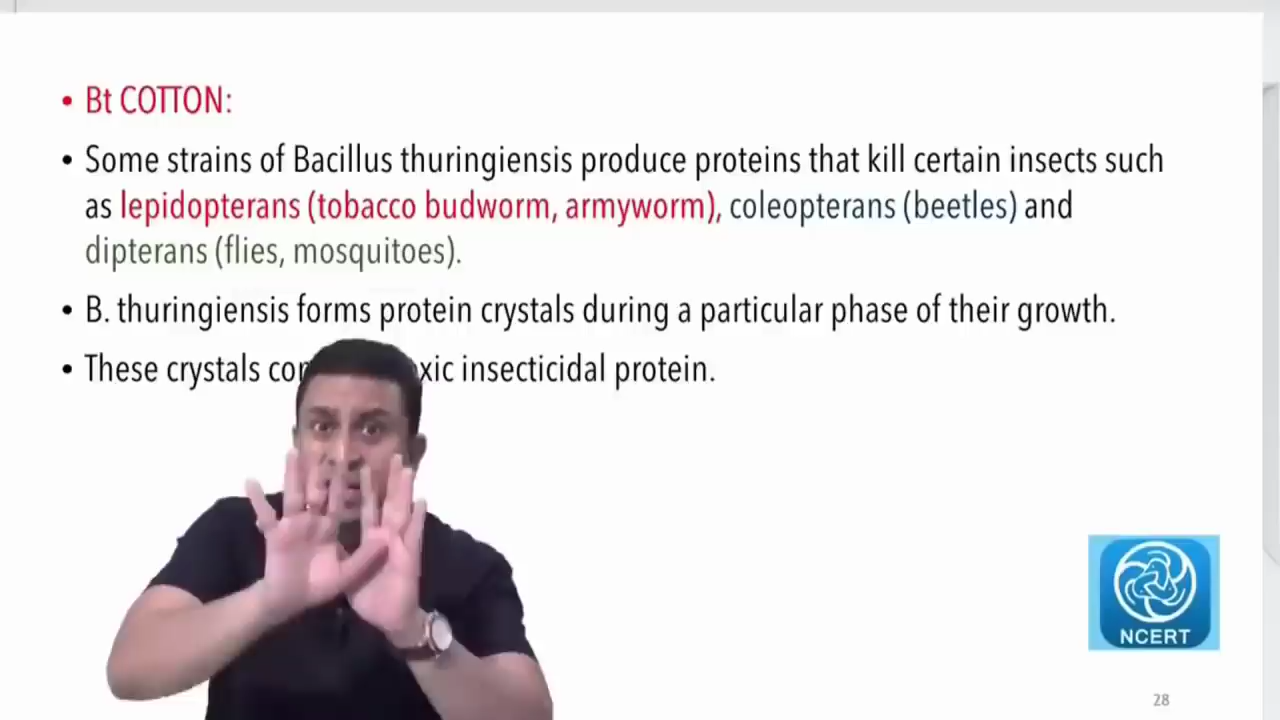 • Bt COTTON:
• Some strains of Bacillus thuringiensis produce proteins that kill certain insects such
as lepidopterans (tobacco budworm, armyworm), coleopterans (beetles) and
dipterans (flies, mosquitoes).
• B. thuringiensis forms protein crystals during a particular phase of their growth.
• These crystals insecticidal protein.
NCERT
28